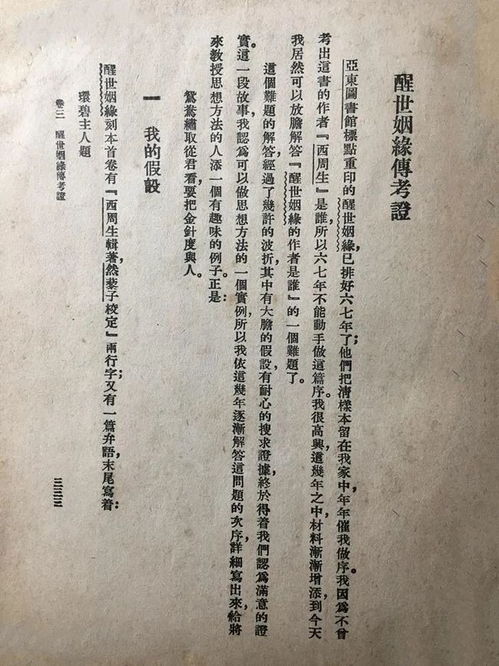 醒世姻緣傳考證
亞東圖書館標點重印的醒世姻緣，已排好六七年了；他們把清樣本留在我家中，年年催我做序。我因爲不曾
考出這書的作者『西周生』是誰，所以六七年不能動手做這篇序。我很高興，這幾年之中，材料漸漸增添，到今天
我居然可以放膽解答『醒世姻緣的作者是誰』的一個難題了。
這個難題的解答，經過了幾許的波折，其中有大膽的假設，有耐心的搜求證據，終於得着我們認爲滿意的證
實。這一段故事，我認爲可以做思想方法的一個實例，所以我依這幾年逐漸解答這問題的次序，詳細寫出來，給將
來教授思想方法的人添一個有趣味的例子。正是：
鴛鴦繡取從君看，要把金針度與人。
一　我的假設
醒世姻緣刻本首卷有『西周生輯著，然藜子校定』兩行字；又有一篇弁語，末尾寫着：
環碧主人題
卷三　醒世姻緣傳考證
三三三